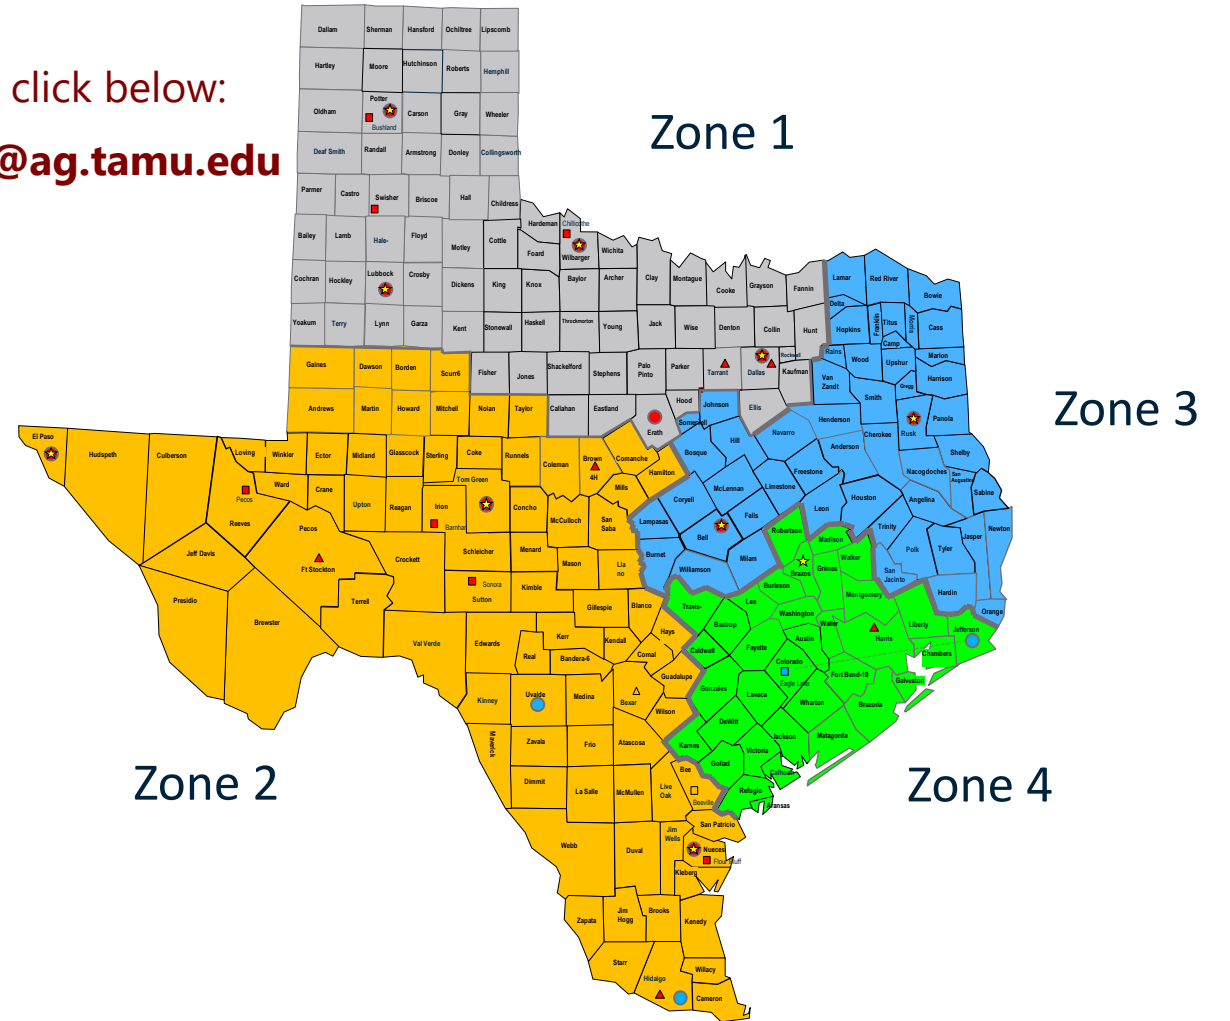 click below:
@ag.tamu.edu
Zone 1
Zone 2
Zone 3
Zone 4
Dallam Sherman Hansford Ochiltree Lipscomb
Hartley Moore Hutchinson Roberts Hemphill
Oldham Potter Carson Gray Wheeler
Bushland
Deaf Smith Randall Armstrong Donley Collingsworth
Parmer Castro Swisher Briscoe Hall Childress
Hardeman Chillicothe
Bailey Lamb Hale- Floyd Motley Cottle Foard Wilbarger Wichita
Cochran Hockley Lubbock Crosby Dickens King Knox Baylor Archer Clay Montague Cooke Grayson Fannin
Yoakum Terry Lynn Garza Kent Stonewall Haskell Throckmorton Young Jack Wise Denton Collin Hunt
Fisher Jones Shackelford Stephens Palo Pinto Parker Tarrant Dallas Rockwall Kaufman
Callahan Eastland Erath Hood Ellis
Lamar Red River Bowie
Delta Hopkins Franklin Titus Morris Cass
Rains Wood Camp Upshur Marion
Van Zandt Smith Gregg Harrison
Johnson Somervell Hill Navarro Henderson Cherokee Rusk Panola
Bosque Freestone Anderson Nacogdoches Shelby
San Augustine Sabine
Coryell McLennan Limestone Leon Houston Angelina
Lampasas Bell Falls Trinity Jasper Newton
Burnet Williamson Milam Polk Tyler
San Jacinto Hardin Orange
Gaines Dawson Borden Scurr6
Andrews Martin Howard Mitchell Nolan Taylor
El Paso Hudspeth Culberson Loving Winkler Ector Midland Glasscock Sterling Coke Runnels Coleman Brown 4H Comanche
Hamilton
Mills
Pecos Ward Crane Upton Reagan Irion Tom Green Concho McCulloch San Saba
Barnhart
Reeves Pecos
Jeff Davis Ft Stockton Crockett Schleicher Menard Mason Lla no
Presidio Brewster Terrell Sonora Sutton Kimble Gillespie Blanco
Val Verde Edwards Kerr Kendall Hays
Real Bandera-6 Comal
Guadalupe
Kinney Uvalde Medina Bexar Wilson
Maverick Zavala Frio Atascosa
Dimmit La Salle McMullen Live Oak Bee
Beeville
San Patricio
Webb Duval Jim Wells Nueces
Flour Bluff
Kleberg
Zapata Jim Hogg Brooks Kenedy
Starr Hidalgo Willacy
Cameron
Robertson Madison
Brazos Grimes Walker
Burleson Montgomery
Travis- Lee Washington Waller Harris Liberty Jefferson
Bastrop Austin Chambers
Caldwell Fayette Colorado
Eagle Lake
Fort Bend-10 Galveston
Gonzales Lavaca Wharton Brazoria
DeWitt Jackson Matagorda
Karnes Victoria
Goliad Calhoun
Refugio Aransas